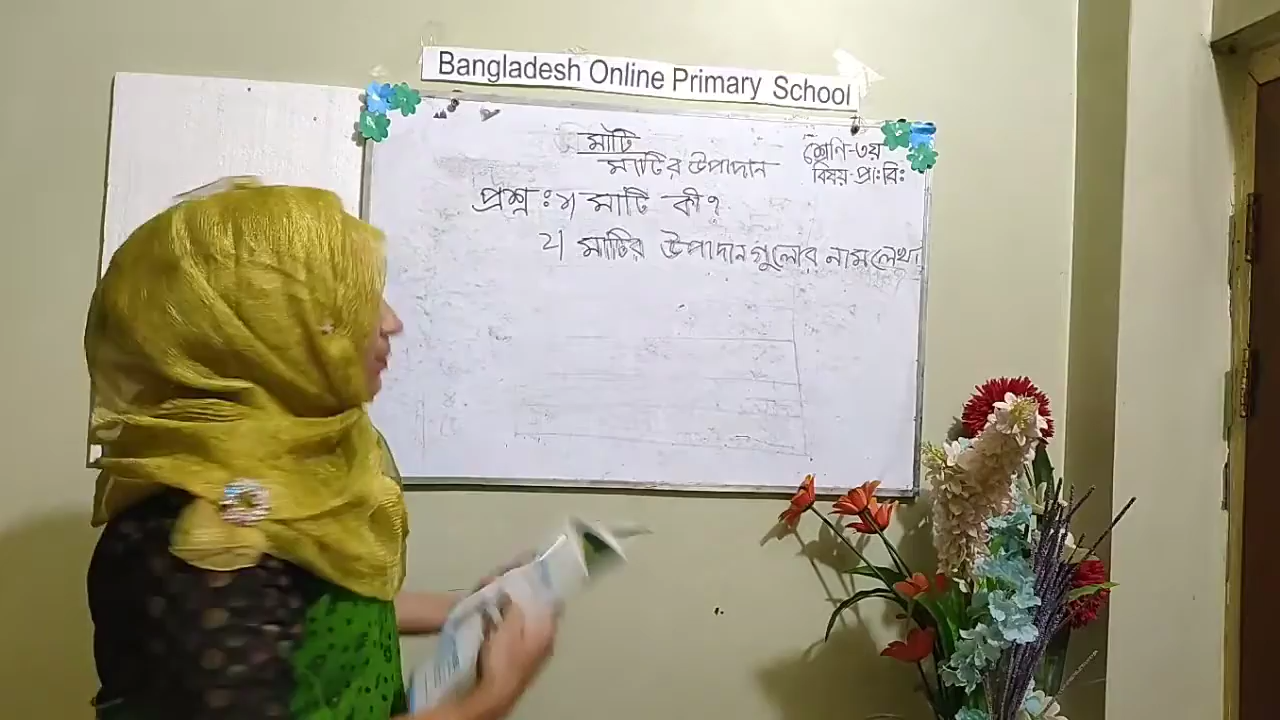 Bangladesh Online Primary School
মাটি
মাটির উপাদান
শ্রেণি-৩য়
বিষয়-প্রা:বি:
প্রশ্ন : ১) মাটি কী?
২) মাটির উপাদানগুলোর নাম লেখ।